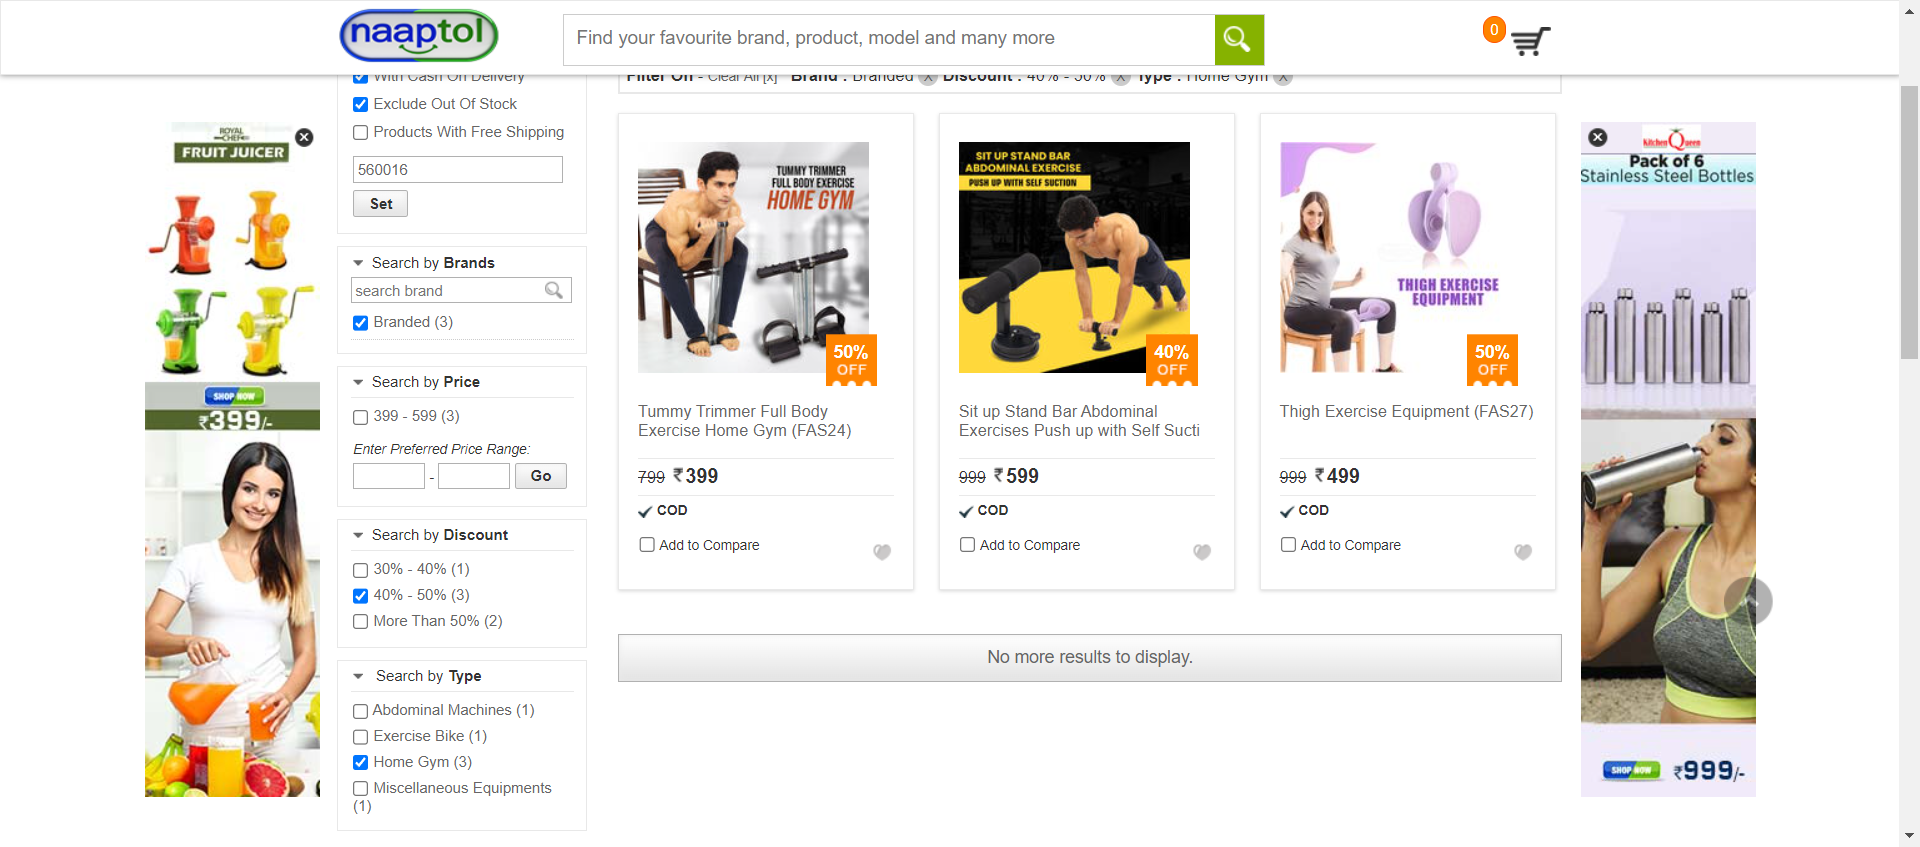 naaptol
Find your favourite brand, product, model and many more
0
With Cash On Delivery
Filter On - Clear All [x] Brand : Branded X Discount : 40% - 50% X Type : Home Gym X
Exclude Out Of Stock
Products With Free Shipping
560016
Set
Search by Brands
search brand
Branded (3)
Search by Price
399 - 599 (3)
Enter Preferred Price Range:
- Go
Search by Discount
30% - 40% (1)
40% - 50% (3)
More Than 50% (2)
Search by Type
Abdominal Machines (1)
Exercise Bike (1)
Home Gym (3)
Miscellaneous Equipments
(1)
ROYAL
CHEF
FRUIT JUICER
SHOP NOW
₹399/-
TUMMY TRIMMER
FULL BODY EXERCISE
HOME GYM
50%
OFF
Tummy Trimmer Full Body
Exercise Home Gym (FAS24)
799 ₹399
COD
Add to Compare
SIT UP STAND BAR
ABDOMINAL EXERCISE
PUSH UP WITH SELF SUCTION
40%
OFF
Sit up Stand Bar Abdominal
Exercises Push up with Self Sucti
999 ₹599
COD
Add to Compare
THIGH EXERCISE
EQUIPMENT
50%
OFF
Thigh Exercise Equipment (FAS27)
999 ₹499
COD
Add to Compare
No more results to display.
Kitchen Queen
Pack of 6
Stainless Steel Bottles
SHOP NOW
₹999/-